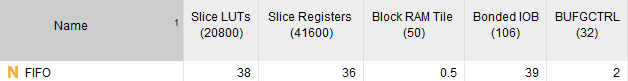 Name 1 Slice LUTs (20800) Slice Registers (41600) Block RAM Tile (50) Bonded IOB (106) BUFGCTRL (32)
N FIFO 38 36 0.5 39 2